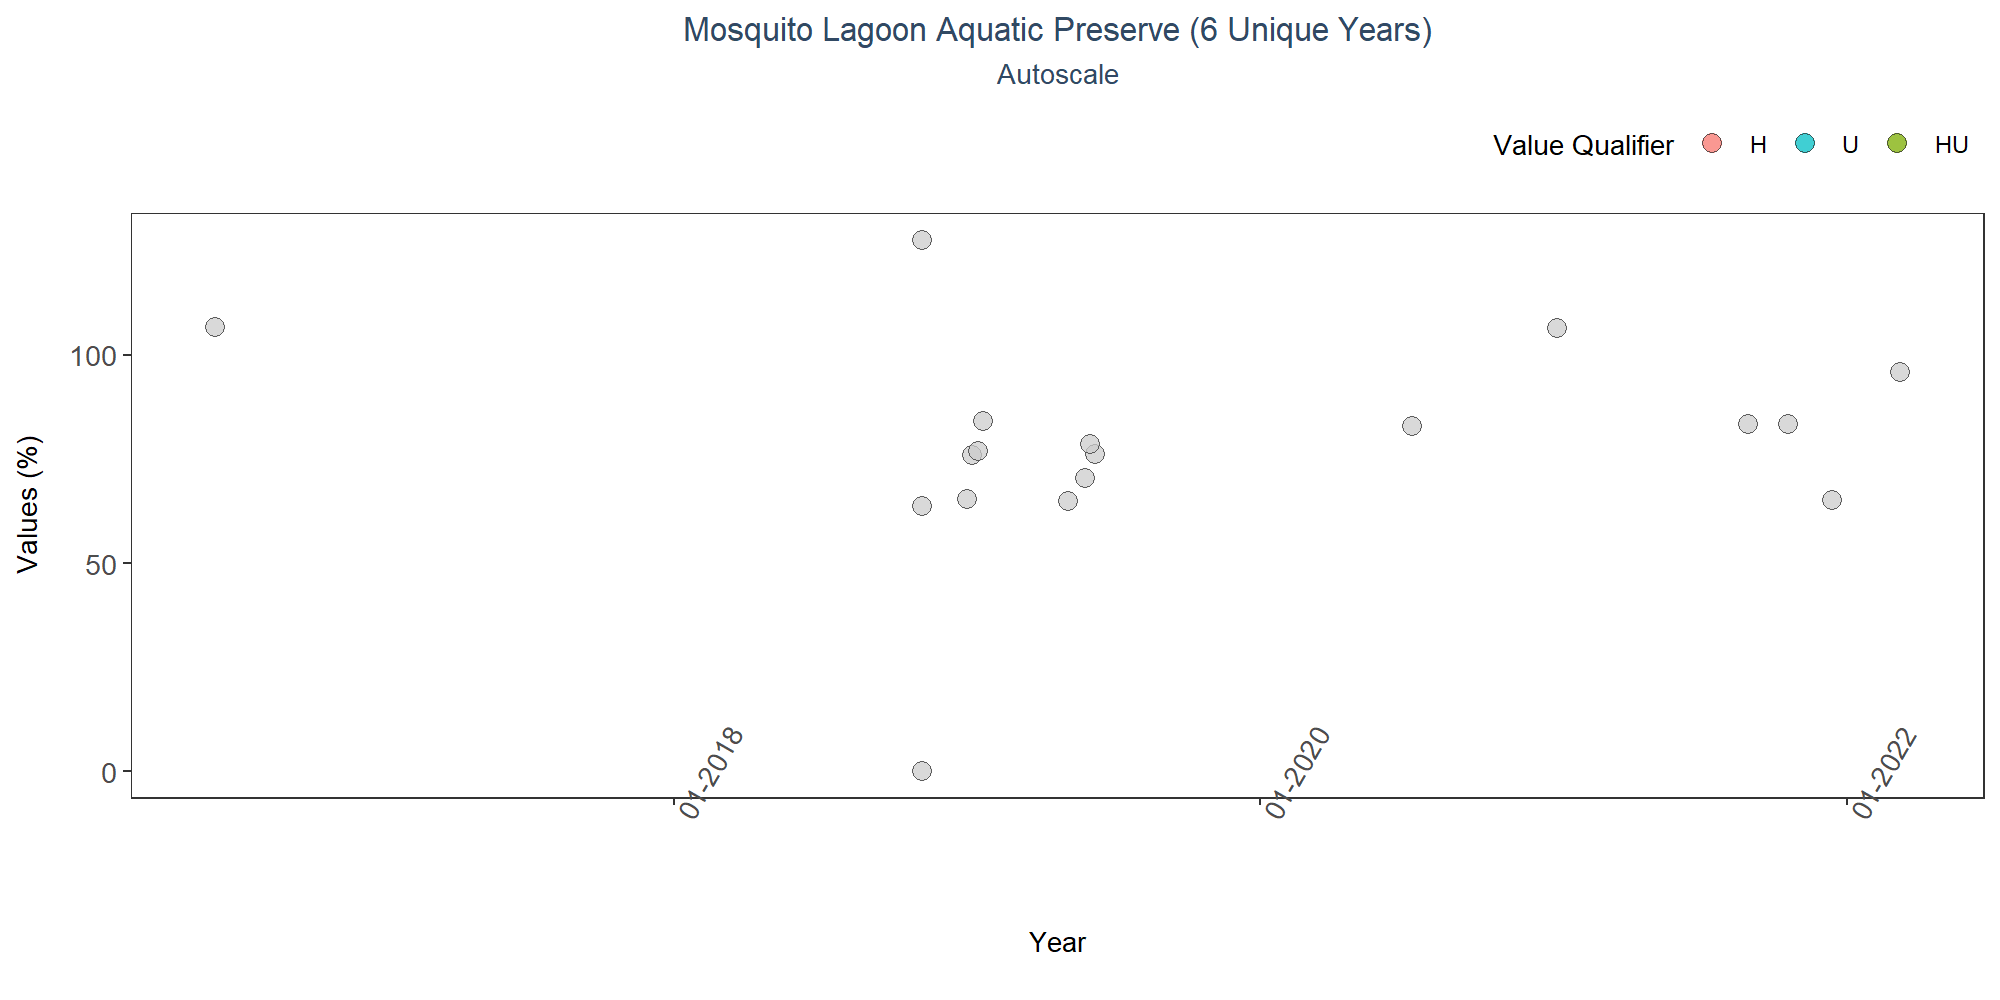 Mosquito Lagoon Aquatic Preserve (6 Unique Years)
Autoscale
Value Qualifier H U HU
Values (%)
100
50
0
01-2018
01-2020
01-2022
Year